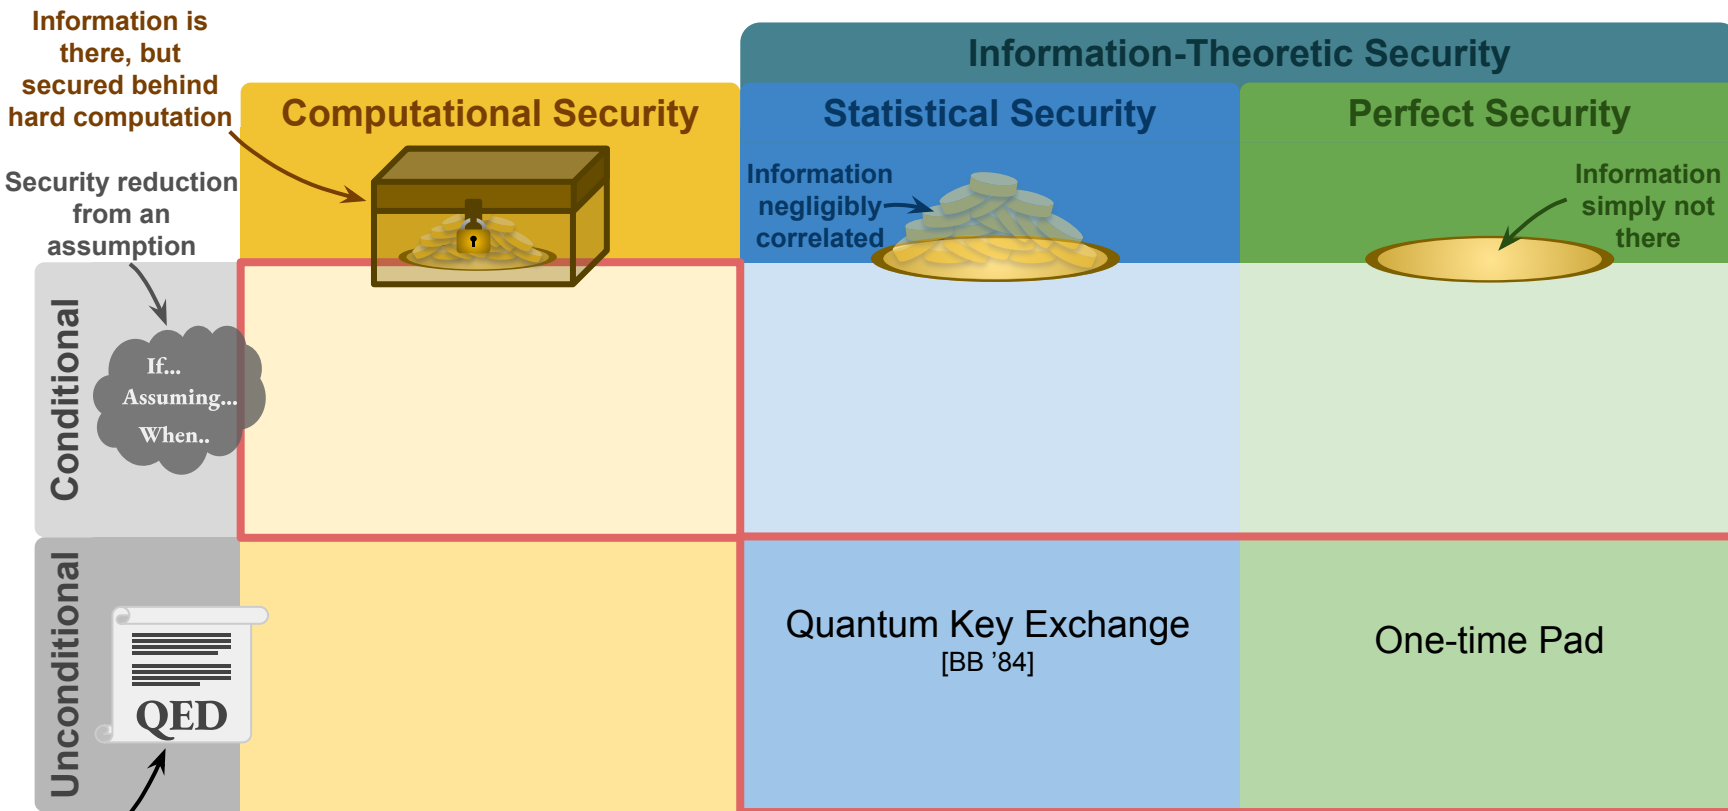 Information is
there, but
secured behind
hard computation
Information-Theoretic Security
Computational Security
Statistical Security
Perfect Security
Security reduction
from an
assumption
Information
negligibly
correlated
Information
simply not
there
Conditional
If...
Assuming...
When..
Unconditional
QED
Quantum Key Exchange
[BB ’84]
One-time Pad